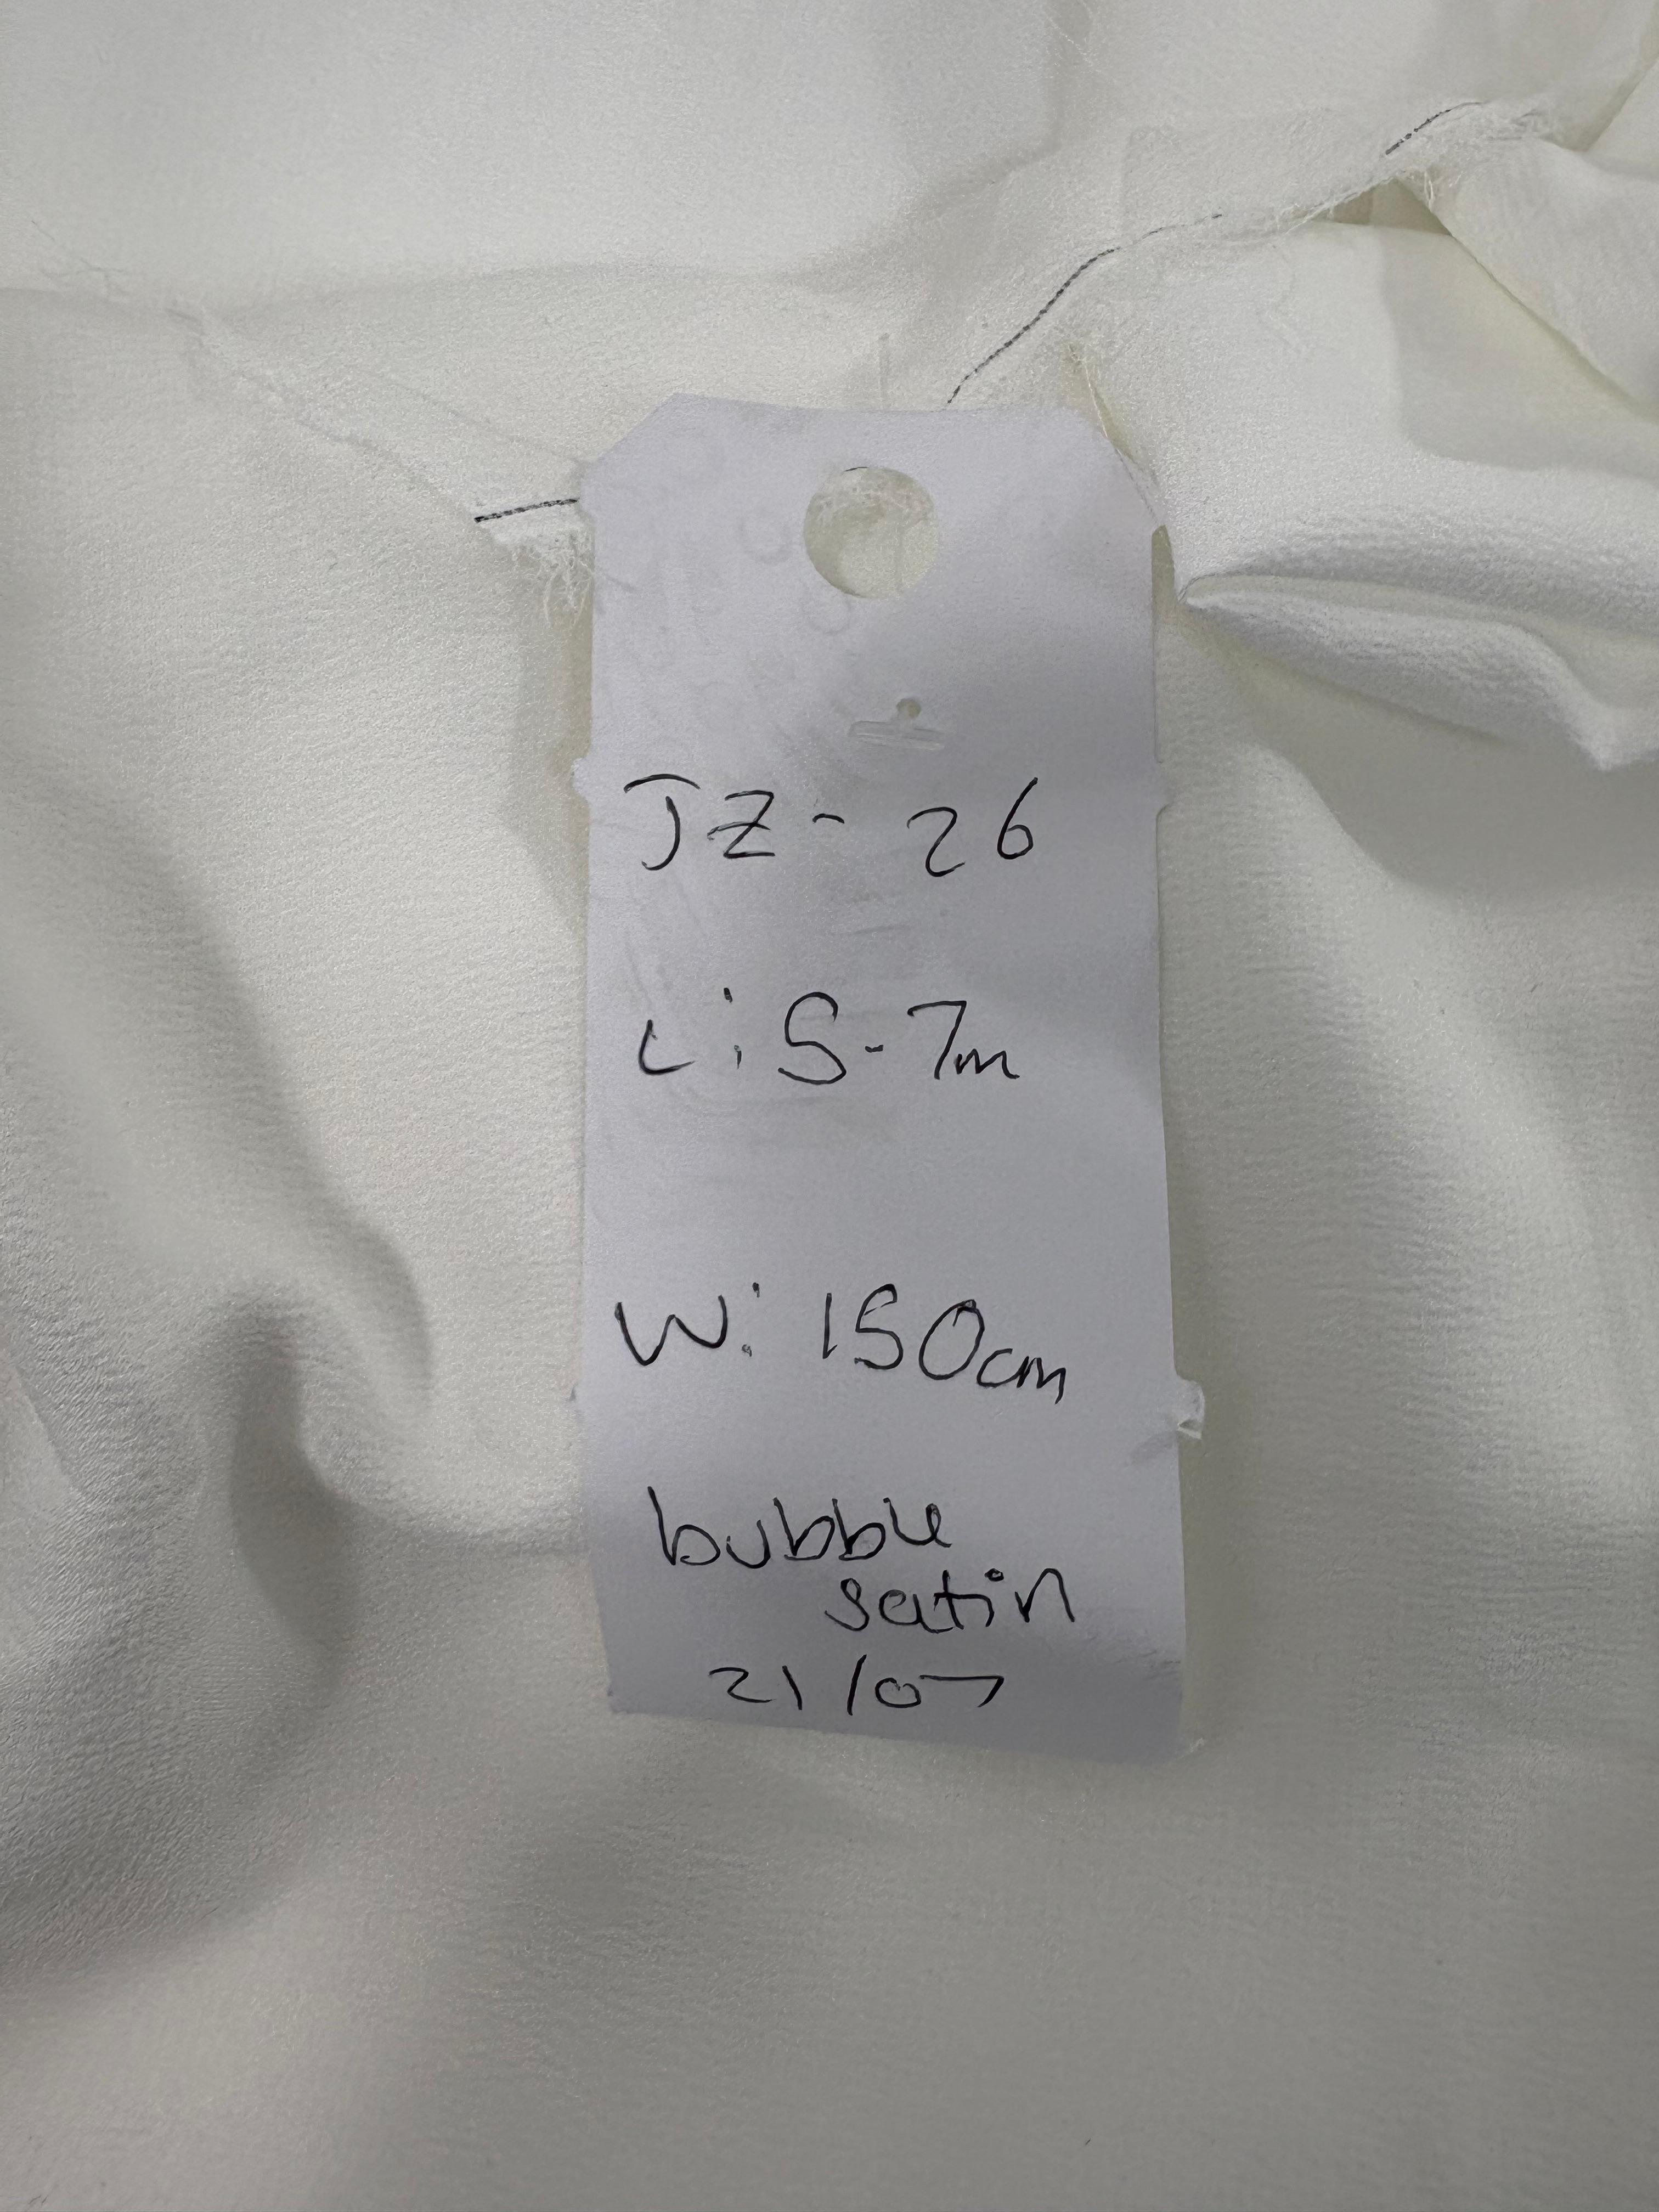 JZ - 26
L: 5-7m
W: 150cm
bubble
satin
21/07